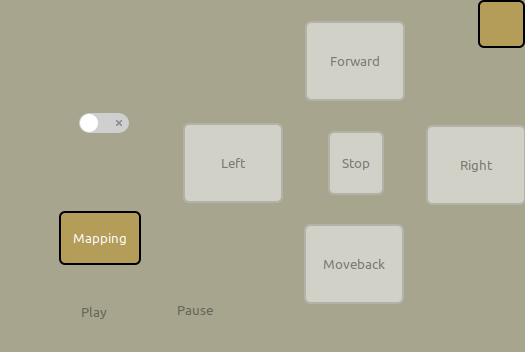 Forward
Left
Stop
Right
Mapping
Moveback
Play
Pause